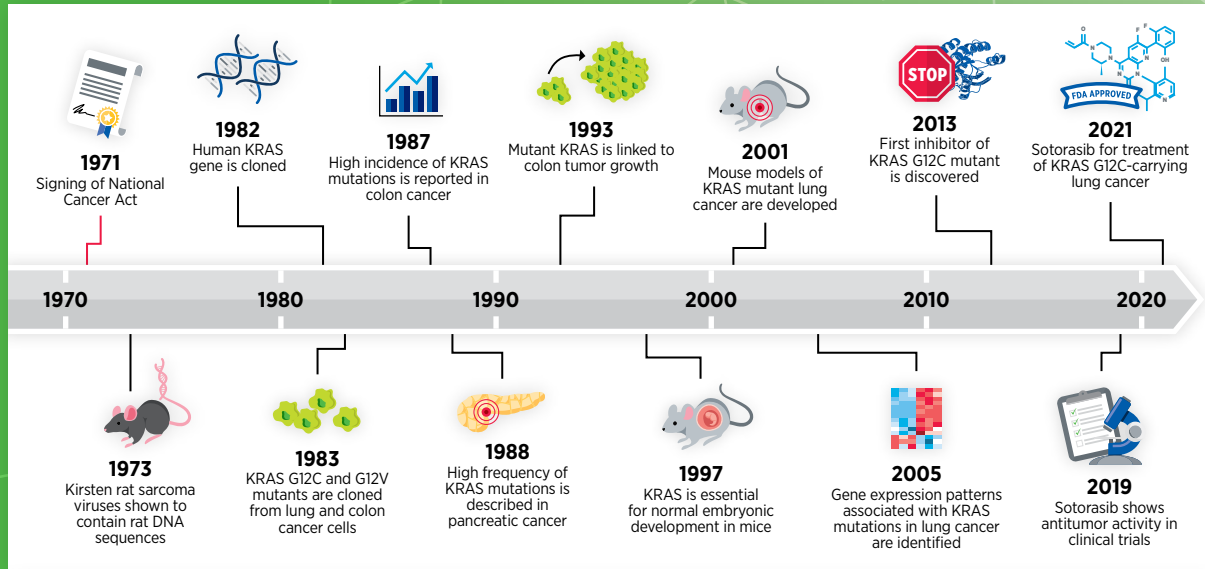 1971
Signing of National
Cancer Act
1982
Human KRAS
gene is cloned
1987
High incidence of KRAS
mutations is reported in
colon cancer
1993
Mutant KRAS is linked to
colon tumor growth
2001
Mouse models of
KRAS mutant lung
cancer are developed
STOP
2013
First inhibitor of
KRAS G12C mutant
is discovered
O
N
N
F
F
OH
N
N
N
O
N
N
FDA APPROVED
2021
Sotorasib for treatment
of KRAS G12C-carrying
lung cancer
1970
1980
1990
2000
2010
2020
1973
Kirsten rat sarcoma
viruses shown to
contain rat DNA
sequences
1983
KRAS G12C and G12V
mutants are cloned
from lung and colon
cancer cells
1988
High frequency of
KRAS mutations is
described in
pancreatic cancer
1997
KRAS is essential
for normal embryonic
development in mice
2005
Gene expression patterns
associated with KRAS
mutations in lung cancer
are identified
2019
Sotorasib shows
antitumor activity in
clinical trials